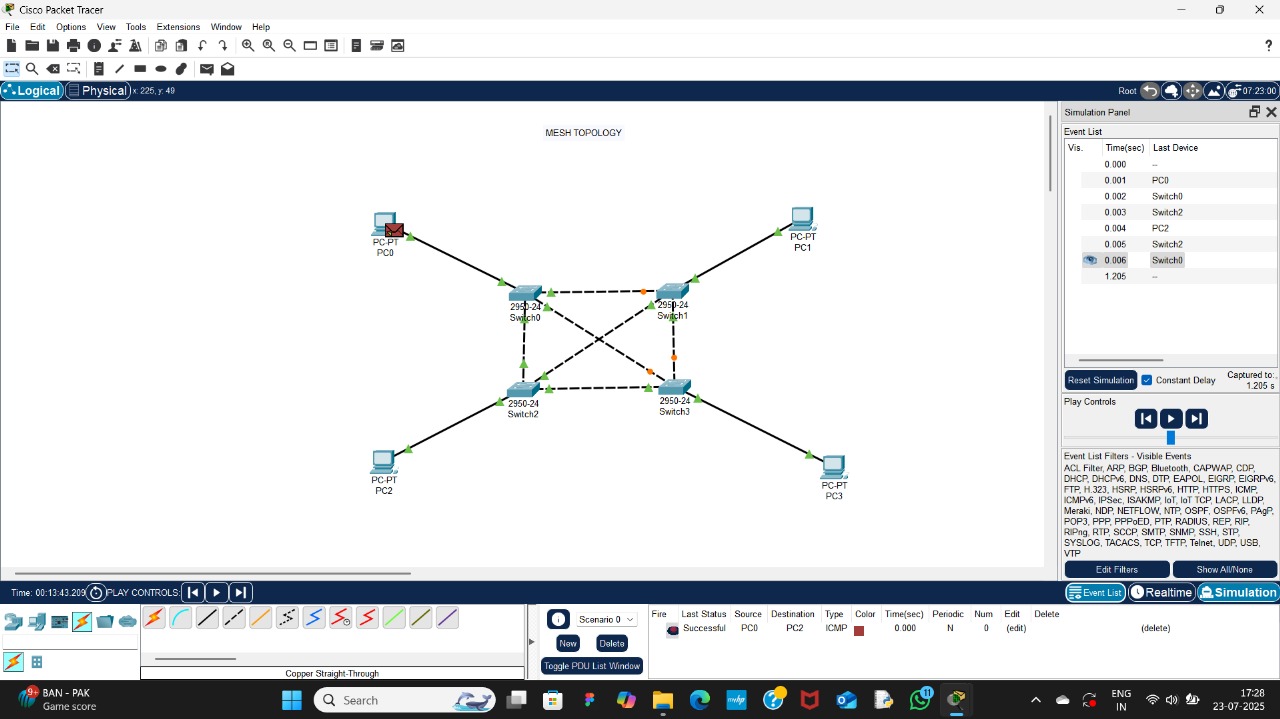 Cisco Packet Tracer
File Edit Options View Tools Extensions Window Help
?
Logical Physical x: 225, y: 49 Root 07:23:00
MESH TOPOLOGY
PC-PT
PC0
PC-PT
PC1
2950-24
Switch0
2950-24
Switch1
2950-24
Switch2
2950-24
Switch3
PC-PT
PC2
PC-PT
PC3
Simulation Panel
Event List
Vis. Time(sec) Last Device
0.000 --
0.001 PC0
0.002 Switch0
0.003 Switch2
0.004 PC2
0.005 Switch2
0.006 Switch0
1.205 --
Reset Simulation Constant Delay Captured to:
1.205 s
Play Controls
Event List Filters - Visible Events
ACL Filter, ARP, BGP, Bluetooth, CAPWAP, CDP,
DHCP, DHCPv6, DNS, DTP, EAPOL, EIGRP, EIGRPv6,
FTP, H.323, HSRP, HSRPv6, HTTP, HTTPS, ICMP,
ICMPv6, IPSec, ISAKMP, IoT, IoT TCP, LACP, LLDP,
Meraki, NDP, NETFLOW, NTP, OSPF, OSPFv6, PAgP,
POP3, PPP, PPPoED, PTP, RADIUS, REP, RIP,
RIPng, RTP, SCCP, SMTP, SNMP, SSH, STP,
SYSLOG, TACACS, TCP, TFTP, Telnet, UDP, USB,
VTP
Edit Filters Show All/None
Time: 00:13:43.209 PLAY CONTROLS: Event List Realtime Simulation
Copper Straight-Through
Scenario 0
New Delete
Toggle PDU List Window
Fire Last Status Source Destination Type Color Time(sec) Periodic Num Edit Delete
Successful PC0 PC2 ICMP 0.000 N 0 (edit) (delete)
9+ BAN - PAK
Game score
Search
11
ENG
IN
17:28
23-07-2025